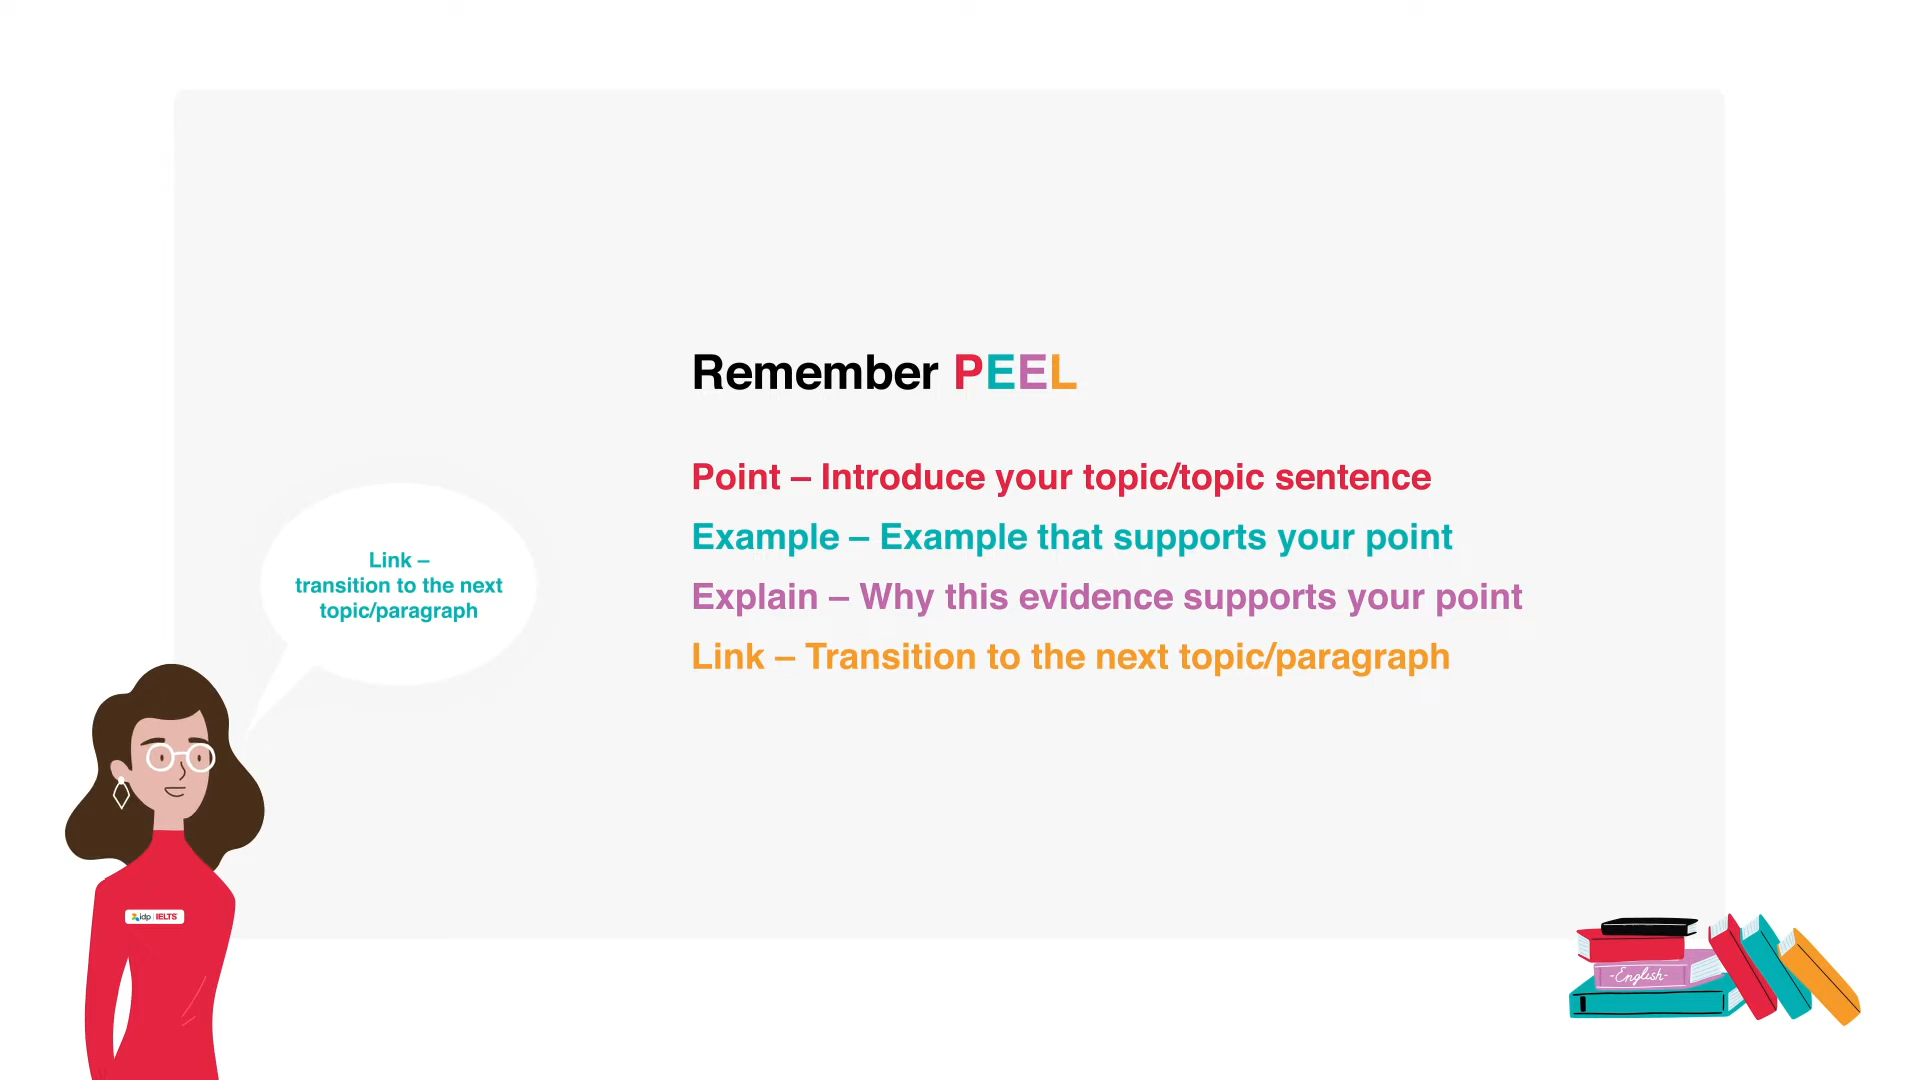 Remember PEEL
Point – Introduce your topic/topic sentence
Example – Example that supports your point
Explain – Why this evidence supports your point
Link – Transition to the next topic/paragraph
Link –
transition to the next
topic/paragraph
idp IELTS
-English-